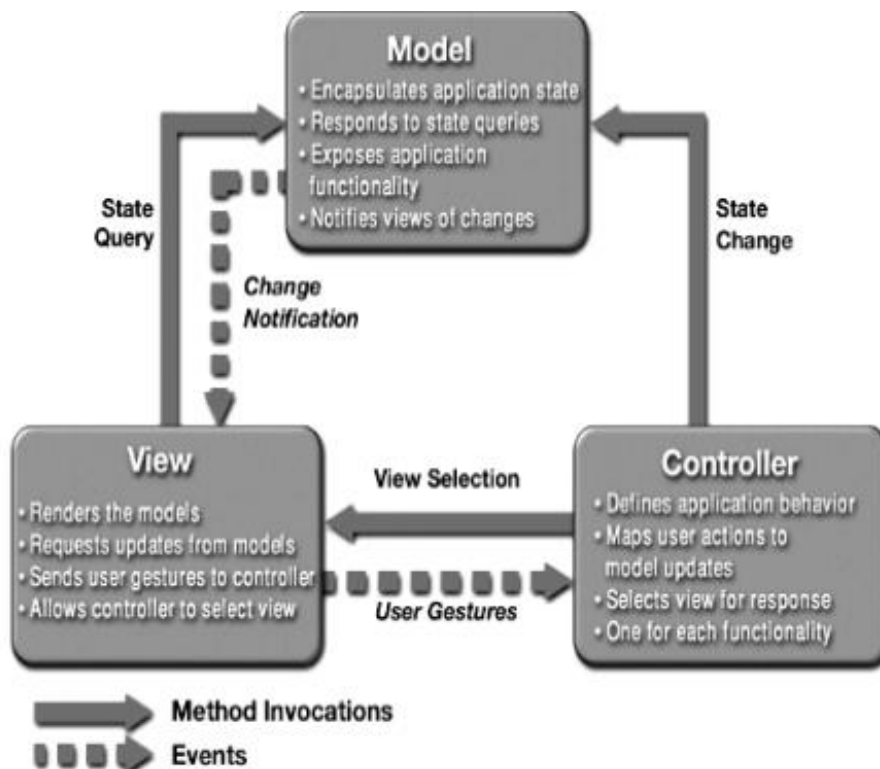 Model
• Encapsulates application state
• Responds to state queries
• Exposes application
functionality
• Notifies views of changes
State
Query
State
Change
Change
Notification
View
• Renders the models
• Requests updates from models
• Sends user gestures to controller
• Allows controller to select view
View Selection
User Gestures
Controller
• Defines application behavior
• Maps user actions to
model updates
• Selects view for response
• One for each functionality
Method Invocations
Events